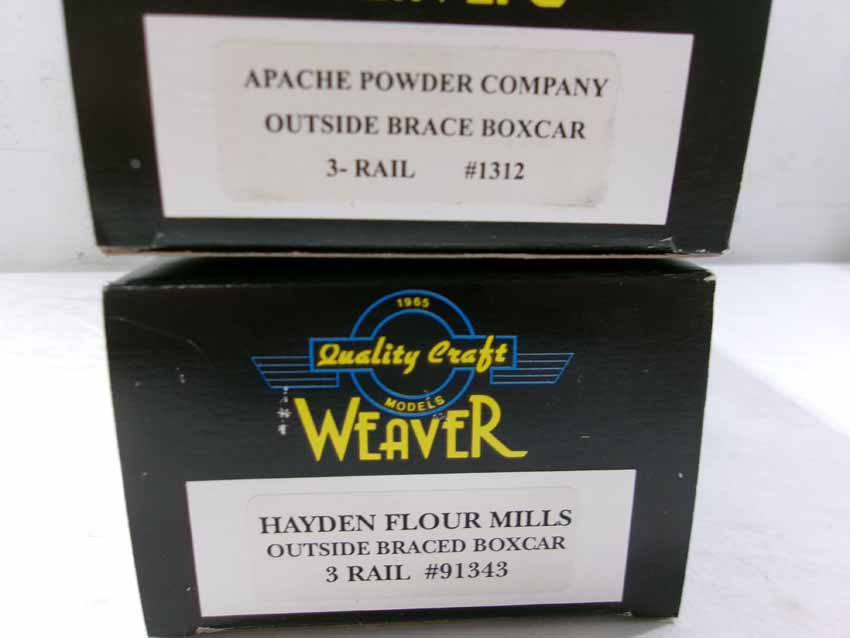 APACHE POWDER COMPANY
OUTSIDE BRACE BOXCAR
3- RAIL #1312
1965
Quality Craft
MODELS
WEAVER
HAYDEN FLOUR MILLS
OUTSIDE BRACED BOXCAR
3 RAIL #91343